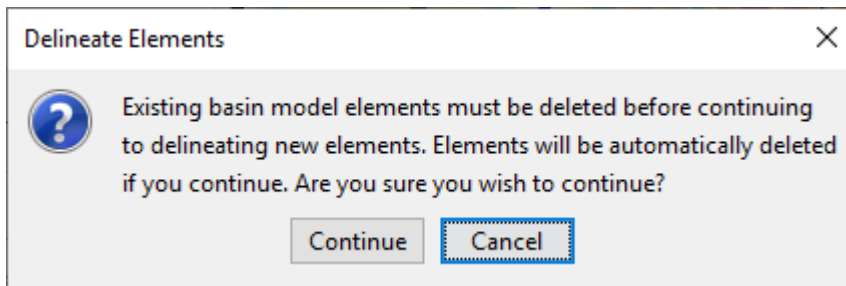 Delineate Elements
Existing basin model elements must be deleted before continuing
to delineating new elements. Elements will be automatically deleted
if you continue. Are you sure you wish to continue?
Continue Cancel